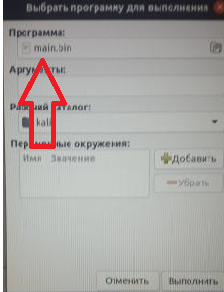 Выбрать программу для выполнения
Программа:
main.bin
Аргументы:
Рабочий каталог:
kali
Переменные окружения:
Имя Значение
Добавить
Убрать
Отменить Выполнить